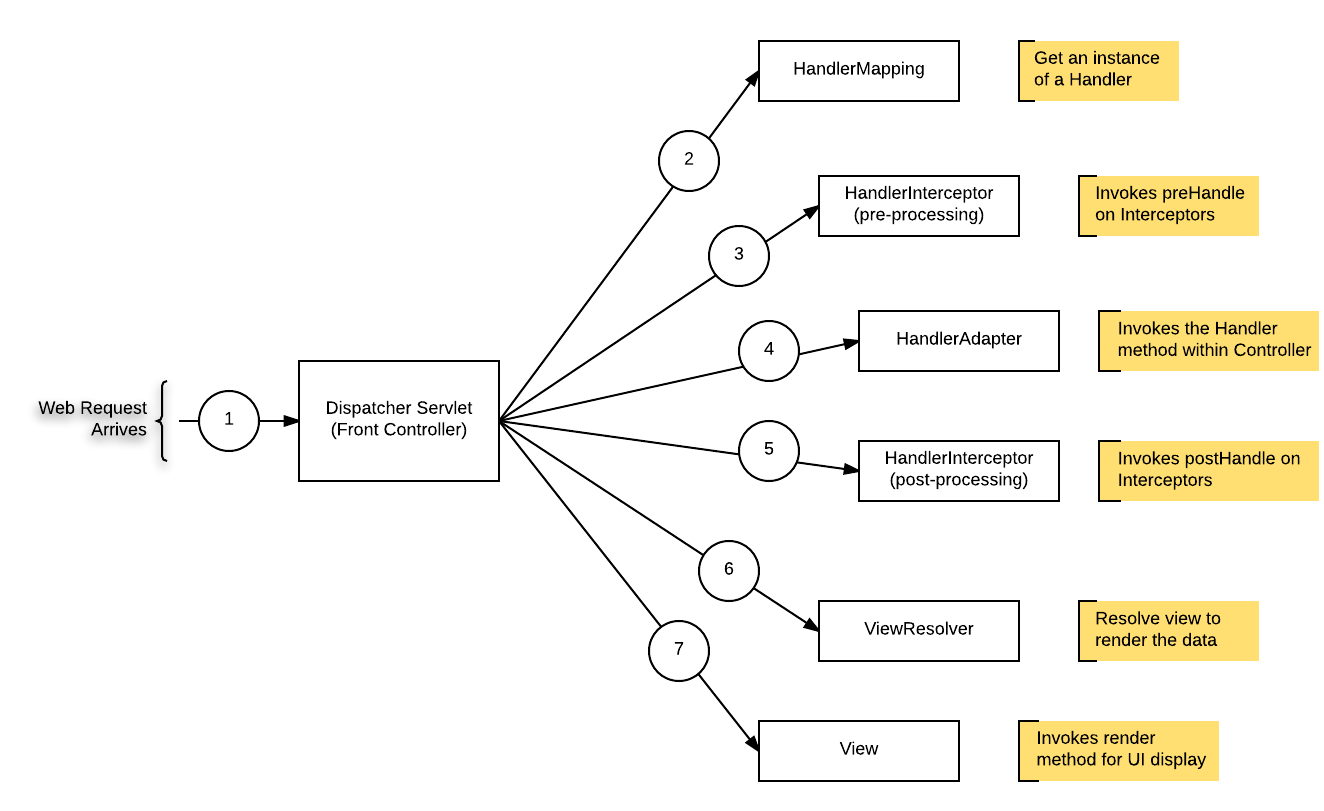 HandlerMapping
Get an instance
of a Handler
2
HandlerInterceptor
(pre-processing)
Invokes preHandle
on Interceptors
3
4
HandlerAdapter
Invokes the Handler
method within Controller
Web Request
Arrives
1
Dispatcher Servlet
(Front Controller)
5
HandlerInterceptor
(post-processing)
Invokes postHandle on
Interceptors
6
ViewResolver
Resolve view to
render the data
7
View
Invokes render
method for UI display